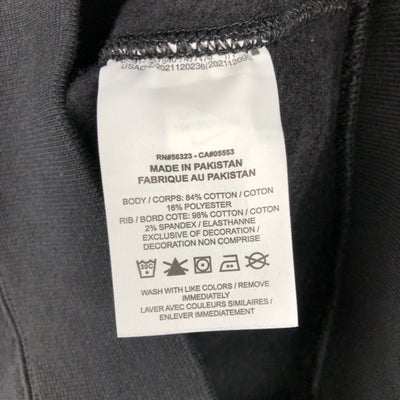 RN#56323 - CA#05553
MADE IN PAKISTAN
FABRIQUE AU PAKISTAN
BODY / CORPS: 84% COTTON / COTON
16% POLYESTER
RIB / BORD COTE: 98% COTTON / COTON
2% SPANDEX / ELASTHANNE
EXCLUSIVE OF DECORATION /
DECORATION NON COMPRISE
30C
WASH WITH LIKE COLORS / REMOVE
IMMEDIATELY
LAVER AVEC COULEURS SIMILAIRES /
ENLEVER IMMEDIATEMENT